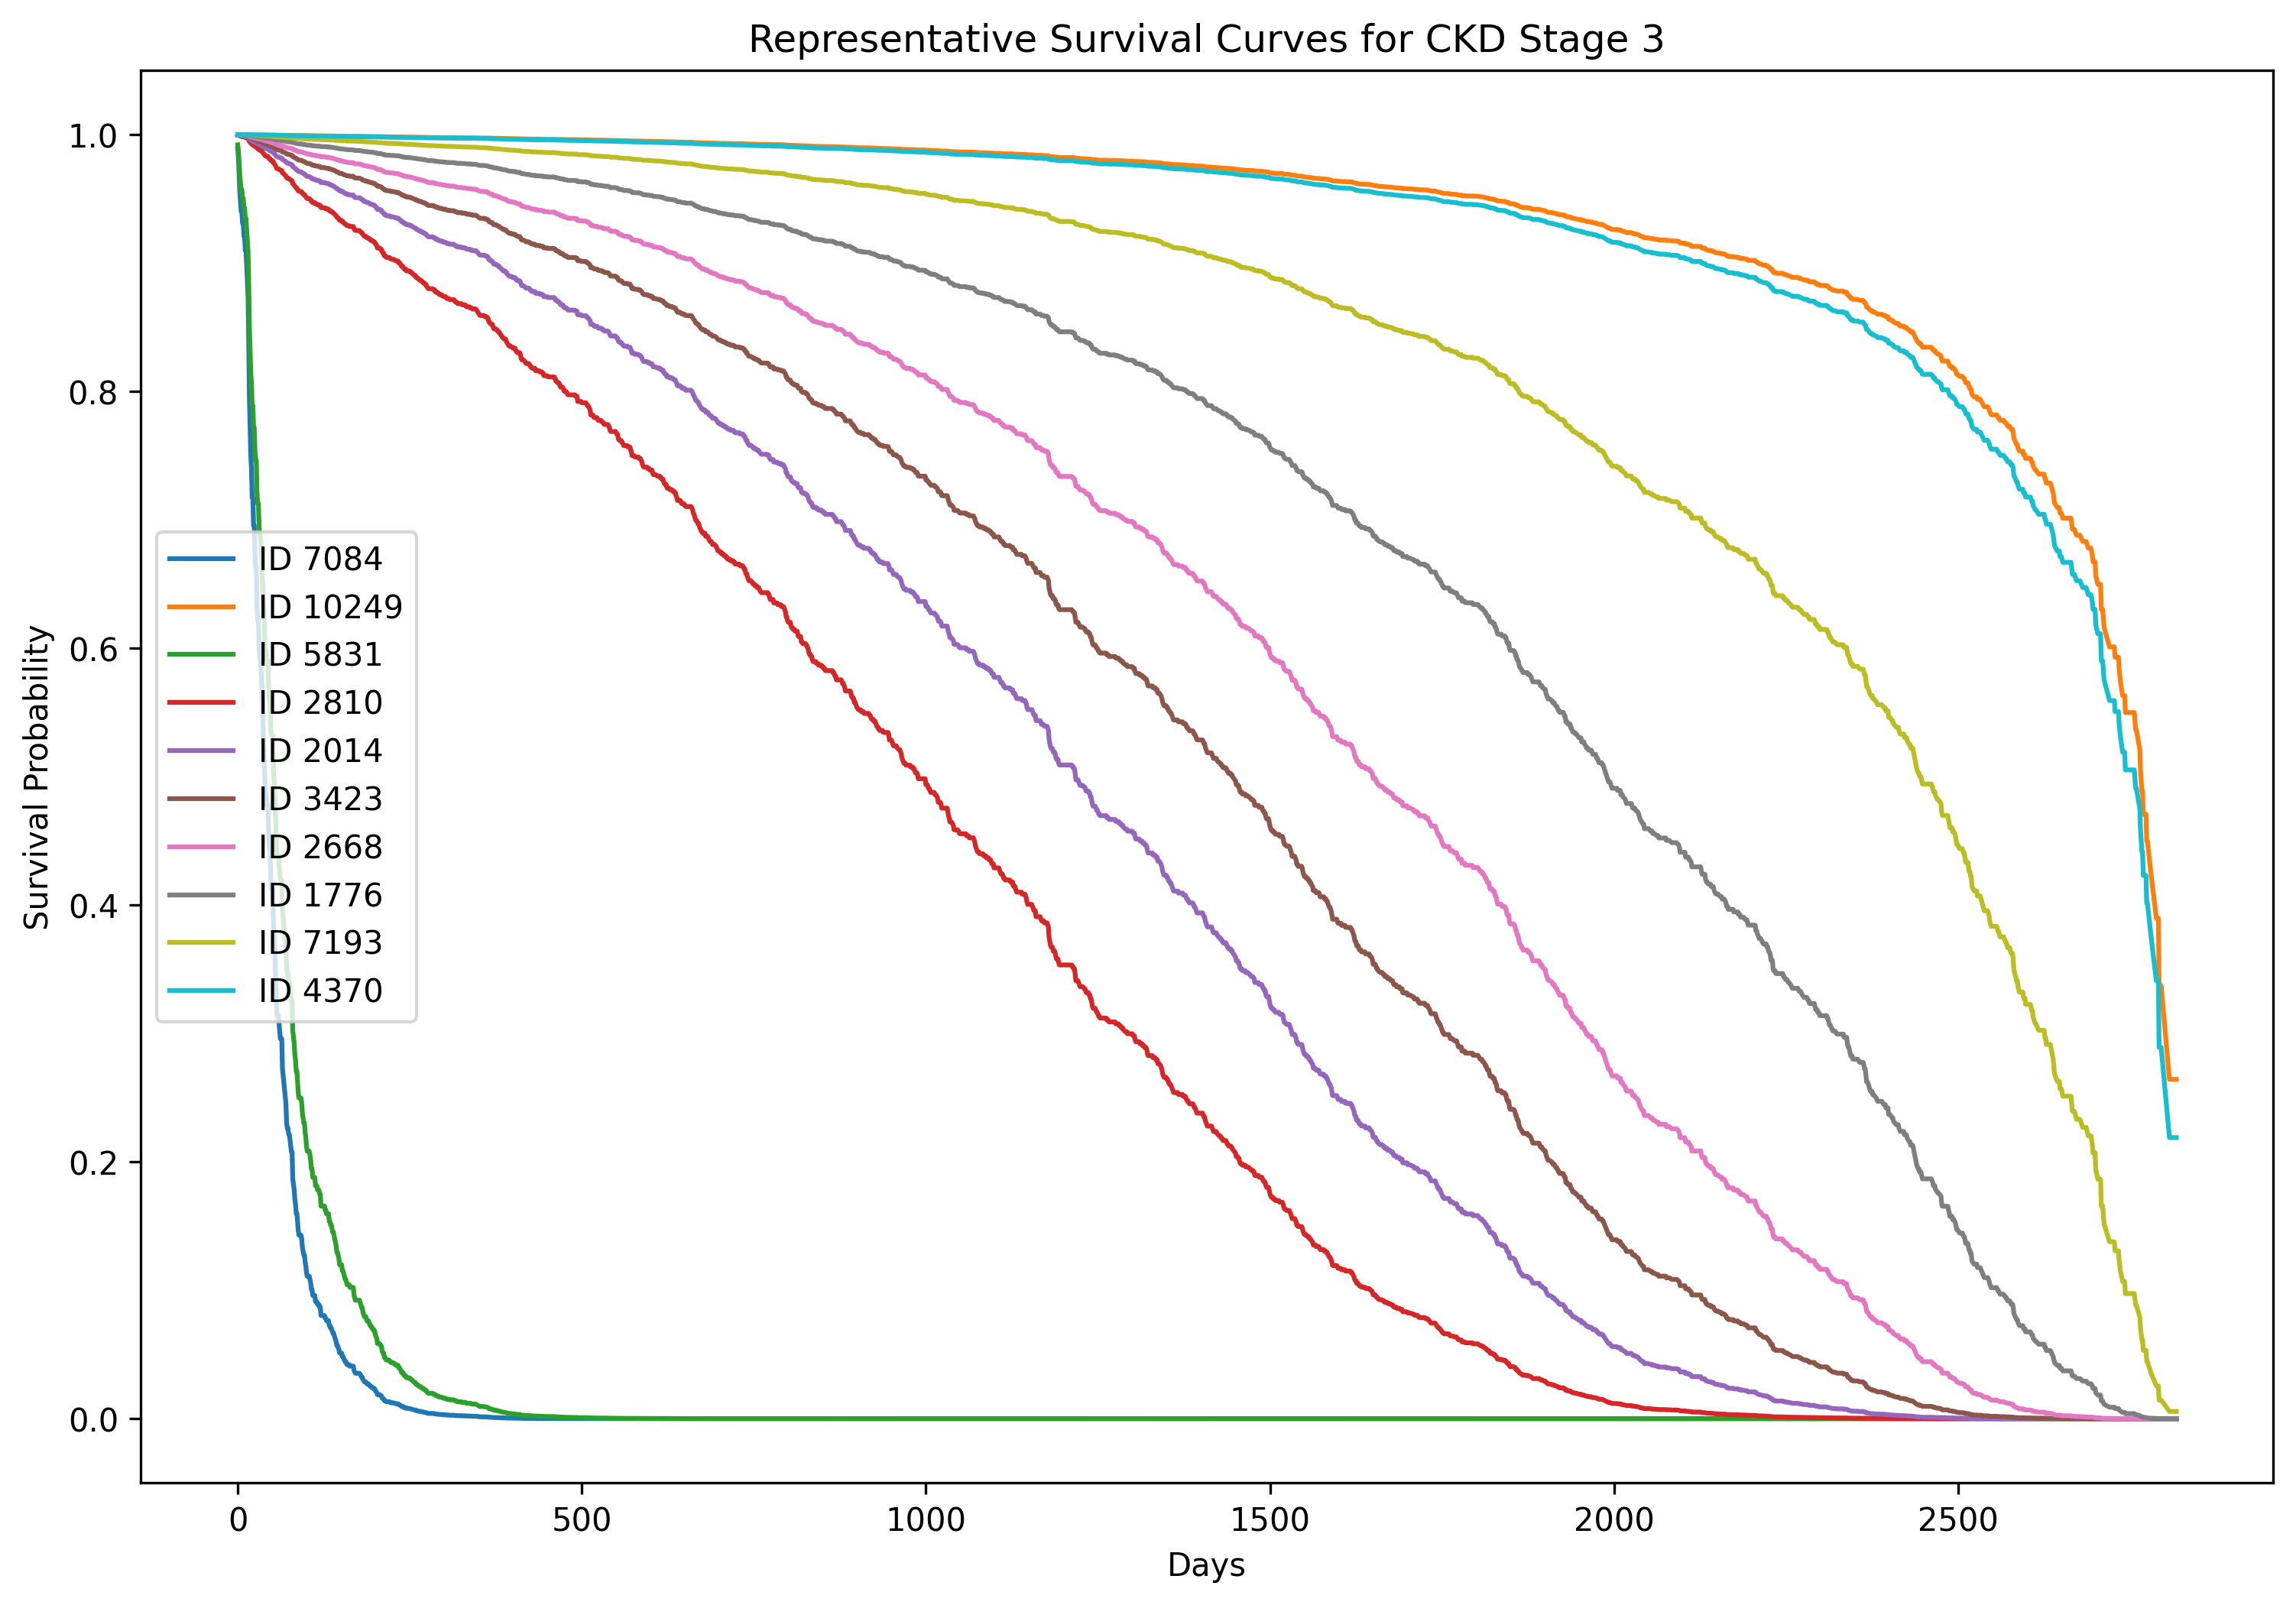 Representative Survival Curves for CKD Stage 3
Survival Probability
1.0
0.8
0.6
0.4
0.2
0.0
ID 7084
ID 10249
ID 5831
ID 2810
ID 2014
ID 3423
ID 2668
ID 1776
ID 7193
ID 4370
0 500 1000 1500 2000 2500
Days